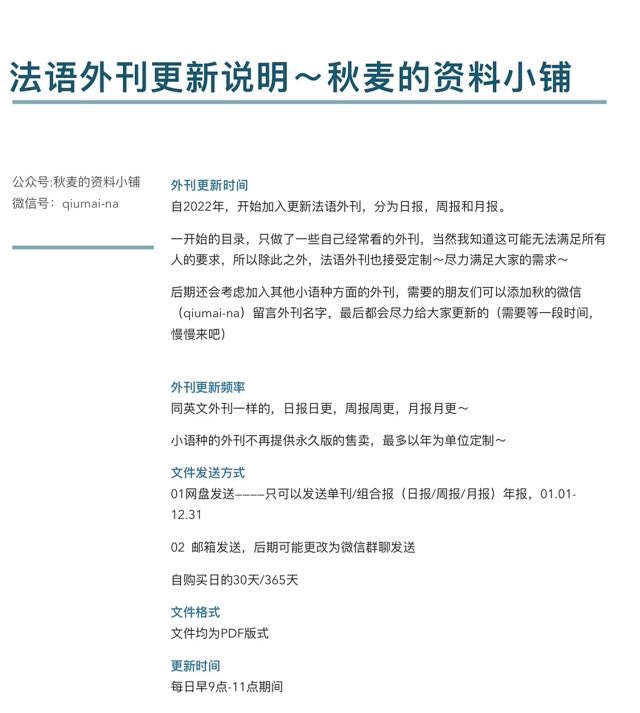 法语外刊更新说明～秋麦的资料小铺
公众号:秋麦的资料小铺
微信号：qiumai-na
外刊更新时间
自2022年，开始加入更新法语外刊，分为日报，周报和月报。
一开始的目录，只做了一些自己经常看的外刊，当然我知道这可能无法满足所有
人的要求，所以除此之外，法语外刊也接受定制～尽力满足大家的需求～
后期还会考虑加入其他小语种方面的外刊，需要的朋友们可以添加秋的微信
（qiumai-na）留言外刊名字，最后都会尽力给大家更新的（需要等一段时间，
慢慢来吧）
外刊更新频率
同英文外刊一样的，日报日更，周报周更，月报月更～
小语种的外刊不再提供永久版的售卖，最多以年为单位定制～
文件发送方式
01网盘发送————只可以发送单刊/组合报（日报/周报/月报）年报，01.01-
12.31
02 邮箱发送，后期可能更改为微信群聊发送
自购买日的30天/365天
文件格式
文件均为PDF版式
更新时间
每日早9点-11点期间